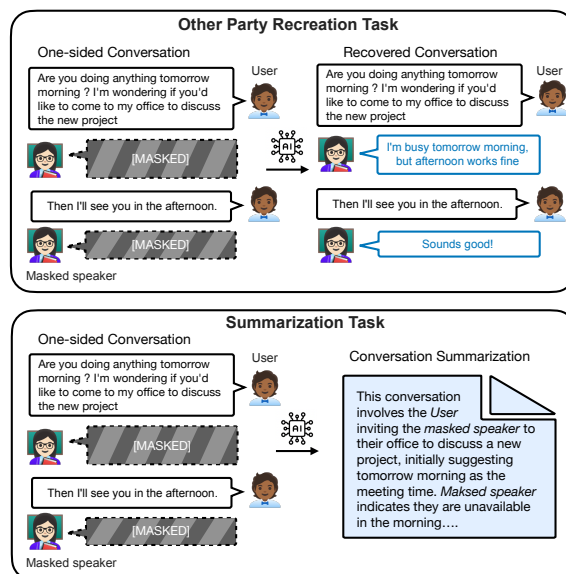 Other Party Recreation Task
One-sided Conversation
User
Are you doing anything tomorrow
morning ? I'm wondering if you'd
like to come to my office to discuss
the new project
[MASKED]
Then I'll see you in the afternoon.
[MASKED]
Masked speaker
AI
Recovered Conversation
User
Are you doing anything tomorrow
morning ? I'm wondering if you'd
like to come to my office to discuss
the new project
I'm busy tomorrow morning,
but afternoon works fine
Then I'll see you in the afternoon.
Sounds good!
Summarization Task
One-sided Conversation
User
Are you doing anything tomorrow
morning ? I'm wondering if you'd
like to come to my office to discuss
the new project
[MASKED]
Then I'll see you in the afternoon.
[MASKED]
Masked speaker
AI
Conversation Summarization
This conversation
involves the User
inviting the masked speaker to
their office to discuss a new
project, initially suggesting
tomorrow morning as the
meeting time. Maksed speaker
indicates they are unavailable
in the morning....